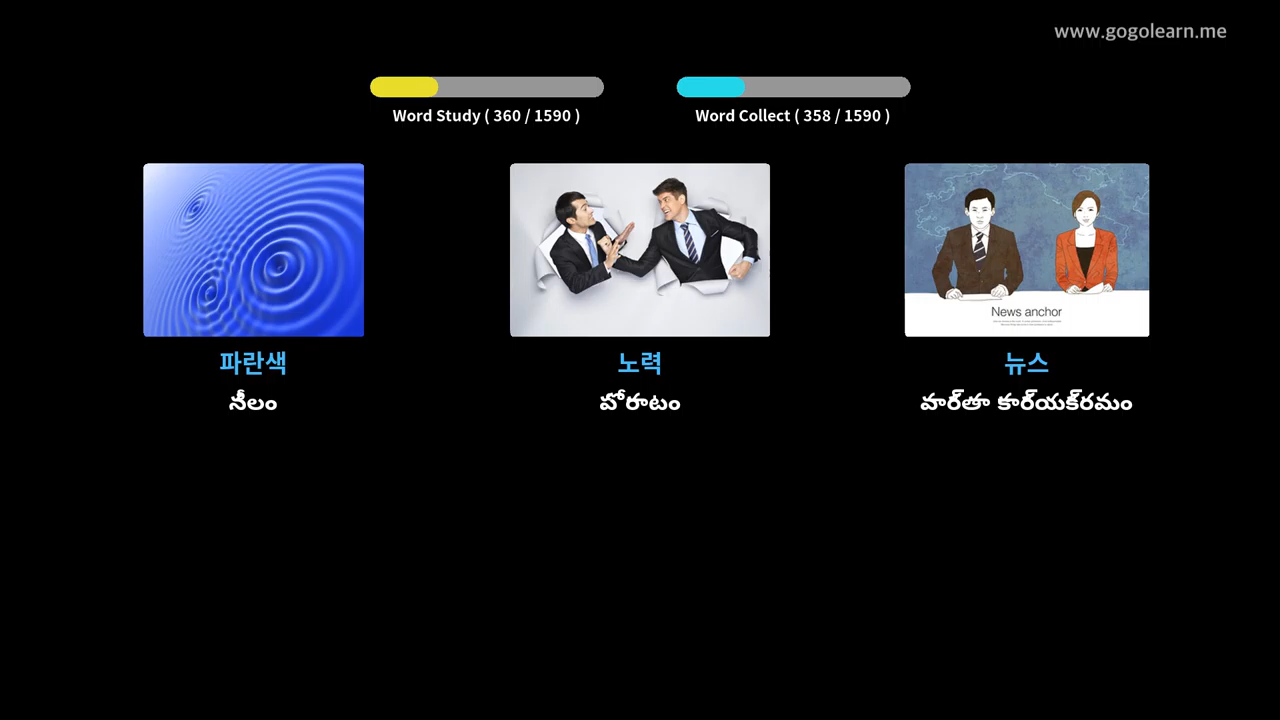 www.gogolearn.me
Word Study ( 360 / 1590 )
Word Collect ( 358 / 1590 )
News anchor
파란색
노력
뉴스
నీలం
పోరాటం
వార్తా కార్యక్రమం